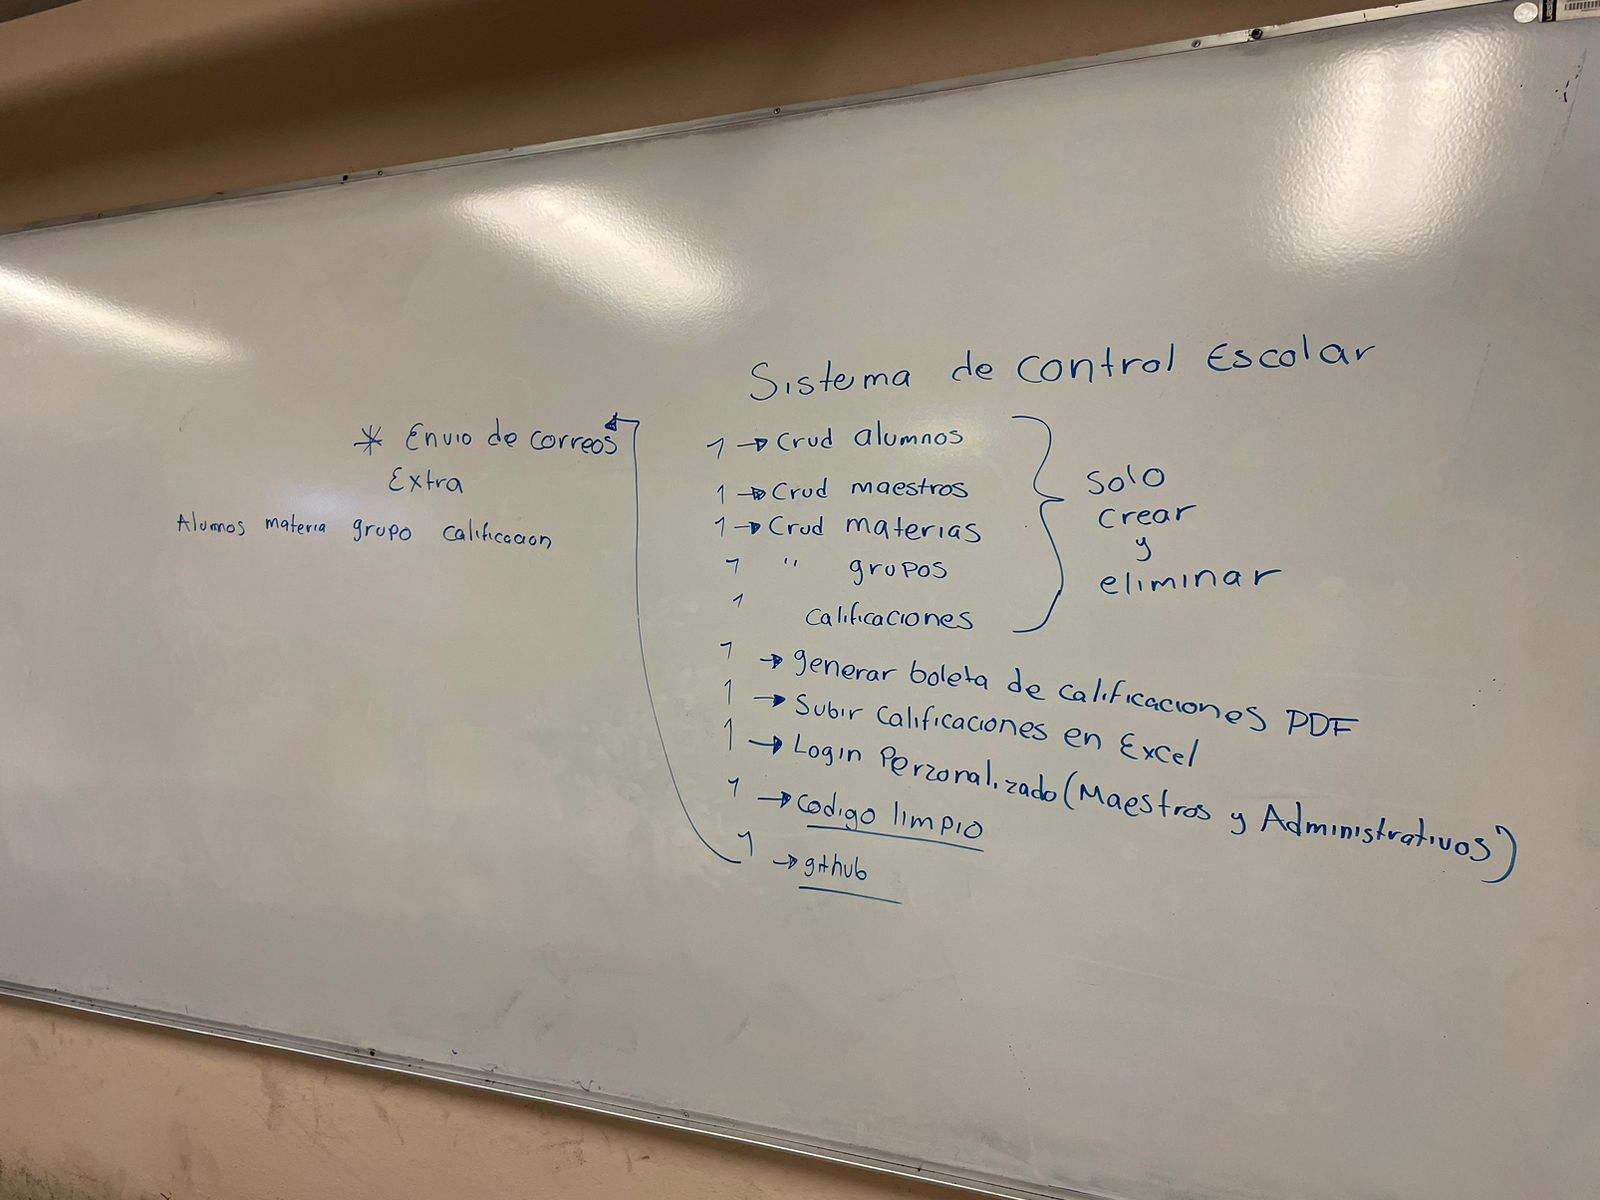 Sistema de control Escolar
1 → Crud alumnos
1 → Crud maestros
1 → Crud materias
1 " grupos
1 calificaciones
solo
crear
y
eliminar
1 → generar boleta de calificaciones PDF
1 → Subir calificaciones en Excel
1 → Login Perzonalizado (Maestros y Administrativos)
1 → codigo limpio
1 → github
* Envio de correos
Extra
Alumnos materia grupo calificacion